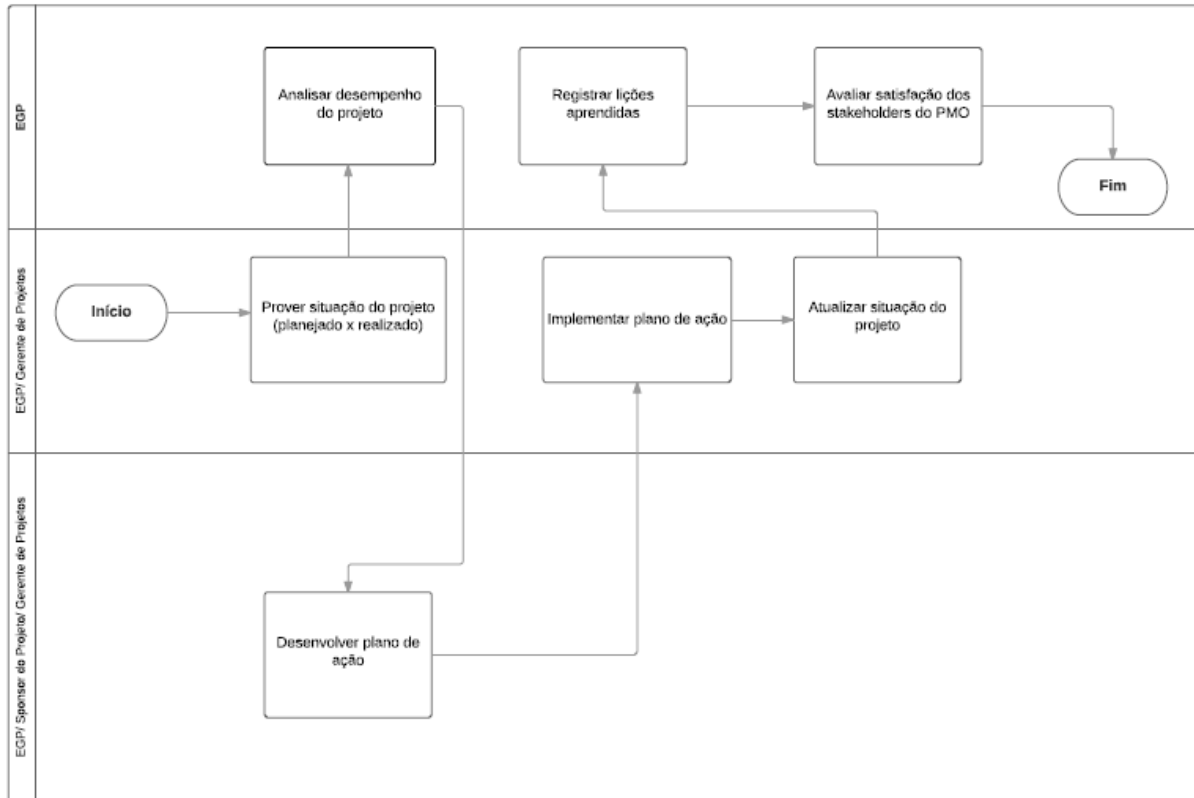 EGP
Analisar desempenho
do projeto
Registrar lições
aprendidas
Avaliar satisfação dos
stakeholders do PMO
Fim
EGP/ Gerente de Projetos
Início
Prover situação do projeto
(planejado x realizado)
Implementar plano de ação
Atualizar situação do
projeto
EGP/ Sponsor do Projeto/ Gerente de Projetos
Desenvolver plano de
ação